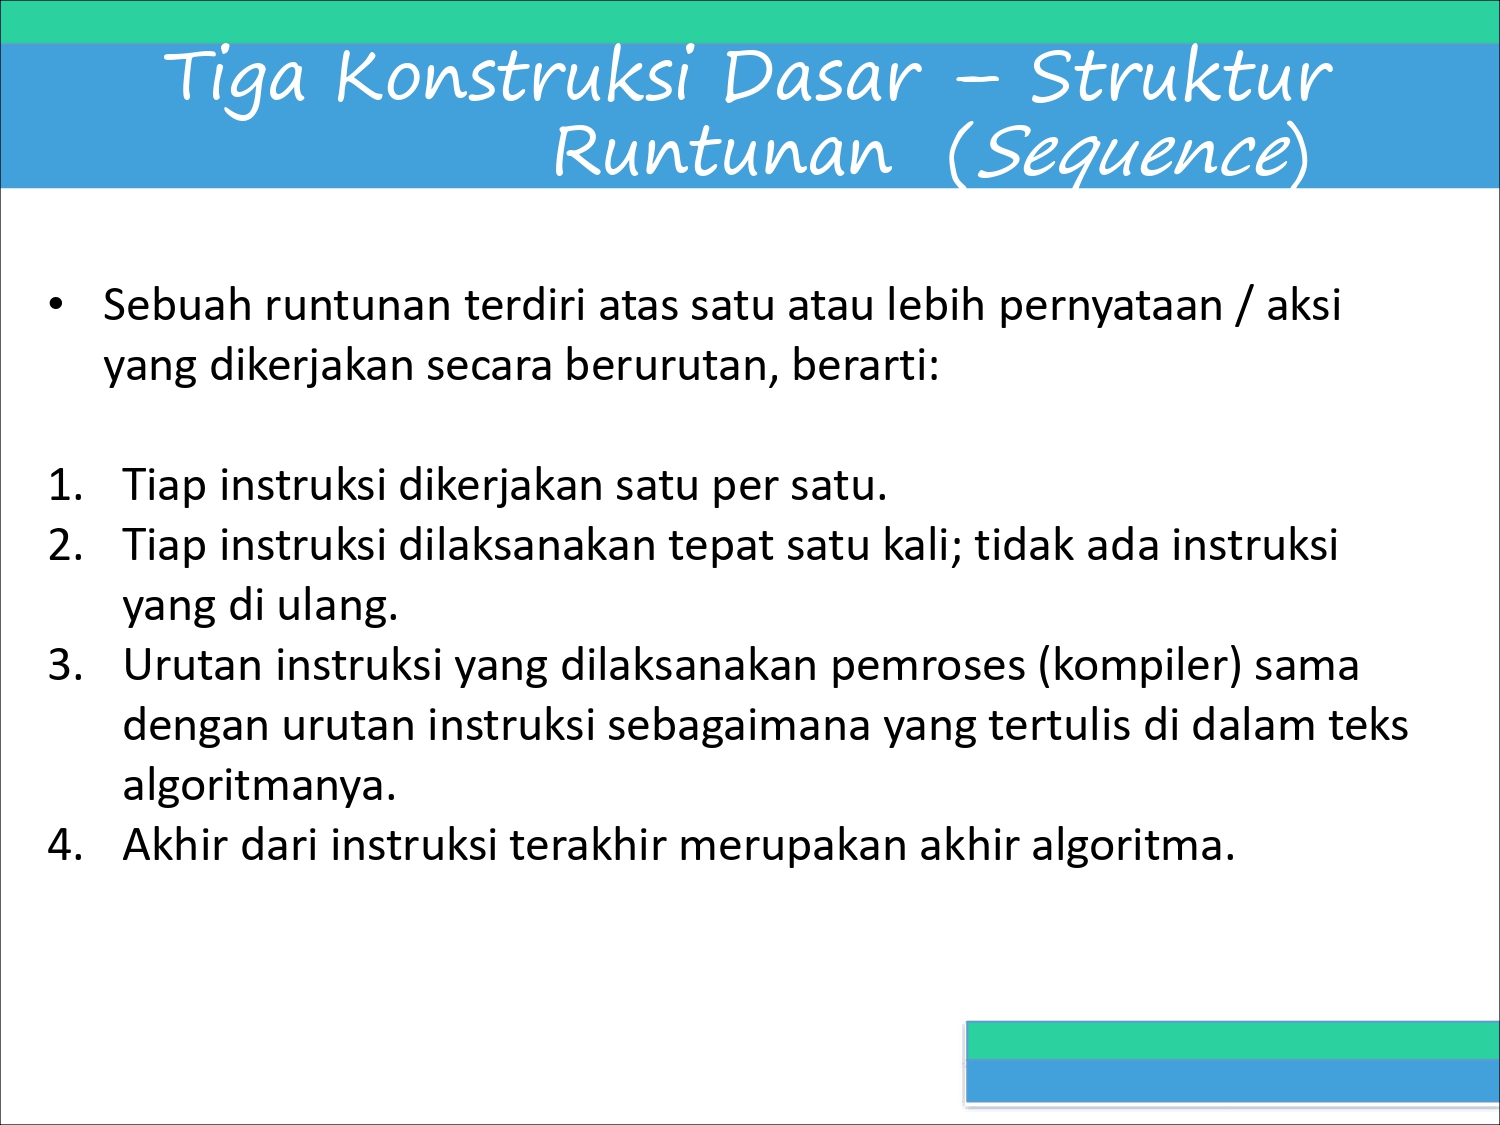 Tiga Konstruksi Dasar – Struktur
Runtunan (Sequence)
• Sebuah runtunan terdiri atas satu atau lebih pernyataan / aksi
yang dikerjakan secara berurutan, berarti:
1. Tiap instruksi dikerjakan satu per satu.
2. Tiap instruksi dilaksanakan tepat satu kali; tidak ada instruksi
yang di ulang.
3. Urutan instruksi yang dilaksanakan pemroses (kompiler) sama
dengan urutan instruksi sebagaimana yang tertulis di dalam teks
algoritmanya.
4. Akhir dari instruksi terakhir merupakan akhir algoritma.